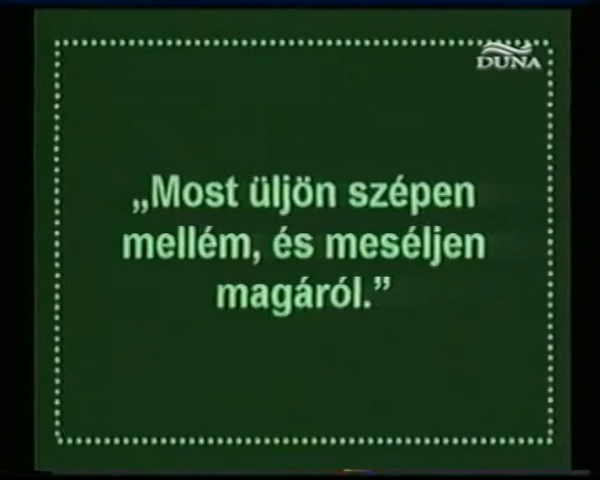 DUNA
„Most üljön szépen
mellém, és meséljen
magáról.”